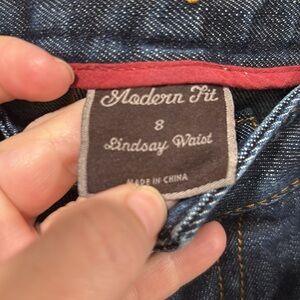 Modern Fit
8
Lindsay Waist
MADE IN CHINA